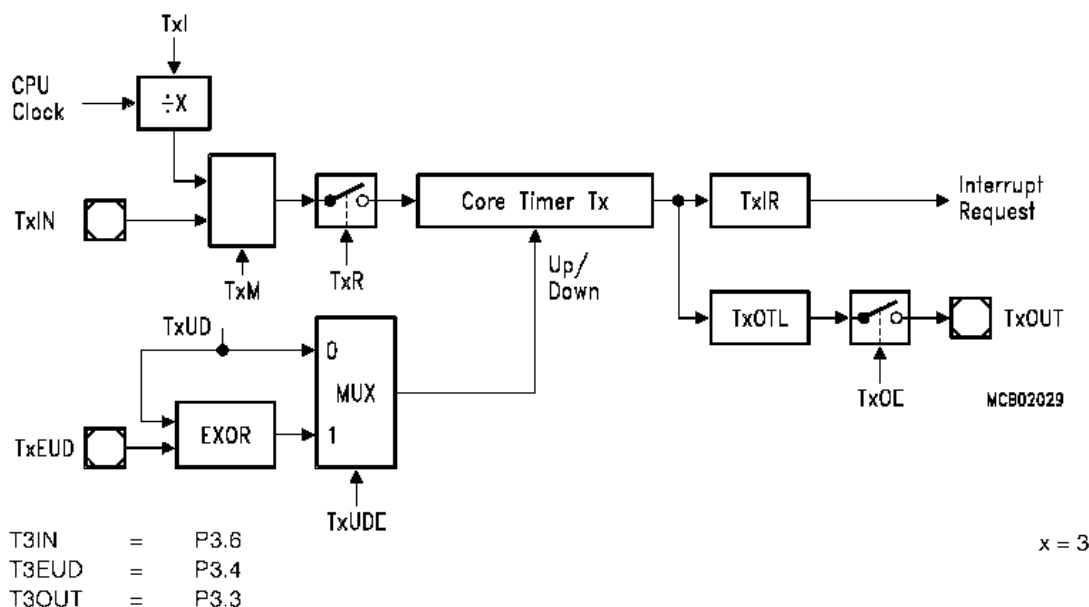 TxI
CPU
Clock
÷X
TxIN
TxM
TxR
Core Timer Tx
Up/
Down
TxIR
Interrupt
Request
TxOTL
TxOUT
TxOE
MCB02029
TxUD
0
MUX
1
EXOR
TxEUD
TxUDE
T3IN = P3.6
x = 3
T3EUD = P3.4
T3OUT = P3.3